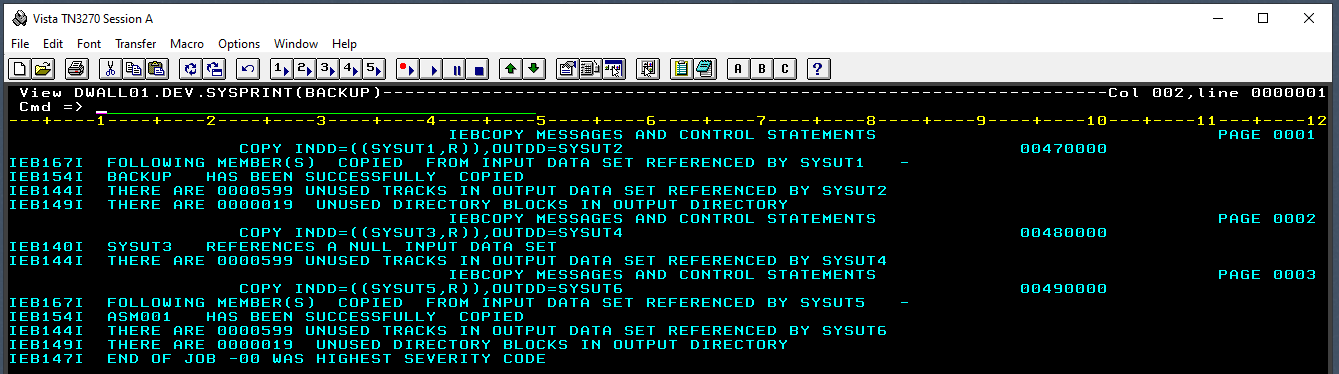 Vista TN3270 Session A
File Edit Font Transfer Macro Options Window Help
1 2 3 4 5 A B C ?
View DWALL01.DEV.SYSPRINT(BACKUP)-------------------------------------------------------------------Col 002,line 0000001
Cmd => _
---+----1----+----2----+----3----+----4----+----5----+----6----+----7----+----8----+----9----+----10---+----11---+----12
IEBCOPY MESSAGES AND CONTROL STATEMENTS PAGE 0001
COPY INDD=((SYSUT1,R)),OUTDD=SYSUT2 00470000
IEB167I FOLLOWING MEMBER(S) COPIED FROM INPUT DATA SET REFERENCED BY SYSUT1 -
IEB154I BACKUP HAS BEEN SUCCESSFULLY COPIED
IEB144I THERE ARE 0000599 UNUSED TRACKS IN OUTPUT DATA SET REFERENCED BY SYSUT2
IEB149I THERE ARE 0000019 UNUSED DIRECTORY BLOCKS IN OUTPUT DIRECTORY
IEBCOPY MESSAGES AND CONTROL STATEMENTS PAGE 0002
COPY INDD=((SYSUT3,R)),OUTDD=SYSUT4 00480000
IEB140I SYSUT3 REFERENCES A NULL INPUT DATA SET
IEB144I THERE ARE 0000599 UNUSED TRACKS IN OUTPUT DATA SET REFERENCED BY SYSUT4
IEBCOPY MESSAGES AND CONTROL STATEMENTS PAGE 0003
COPY INDD=((SYSUT5,R)),OUTDD=SYSUT6 00490000
IEB167I FOLLOWING MEMBER(S) COPIED FROM INPUT DATA SET REFERENCED BY SYSUT5 -
IEB154I ASM001 HAS BEEN SUCCESSFULLY COPIED
IEB144I THERE ARE 0000599 UNUSED TRACKS IN OUTPUT DATA SET REFERENCED BY SYSUT6
IEB149I THERE ARE 0000019 UNUSED DIRECTORY BLOCKS IN OUTPUT DIRECTORY
IEB147I END OF JOB -00 WAS HIGHEST SEVERITY CODE